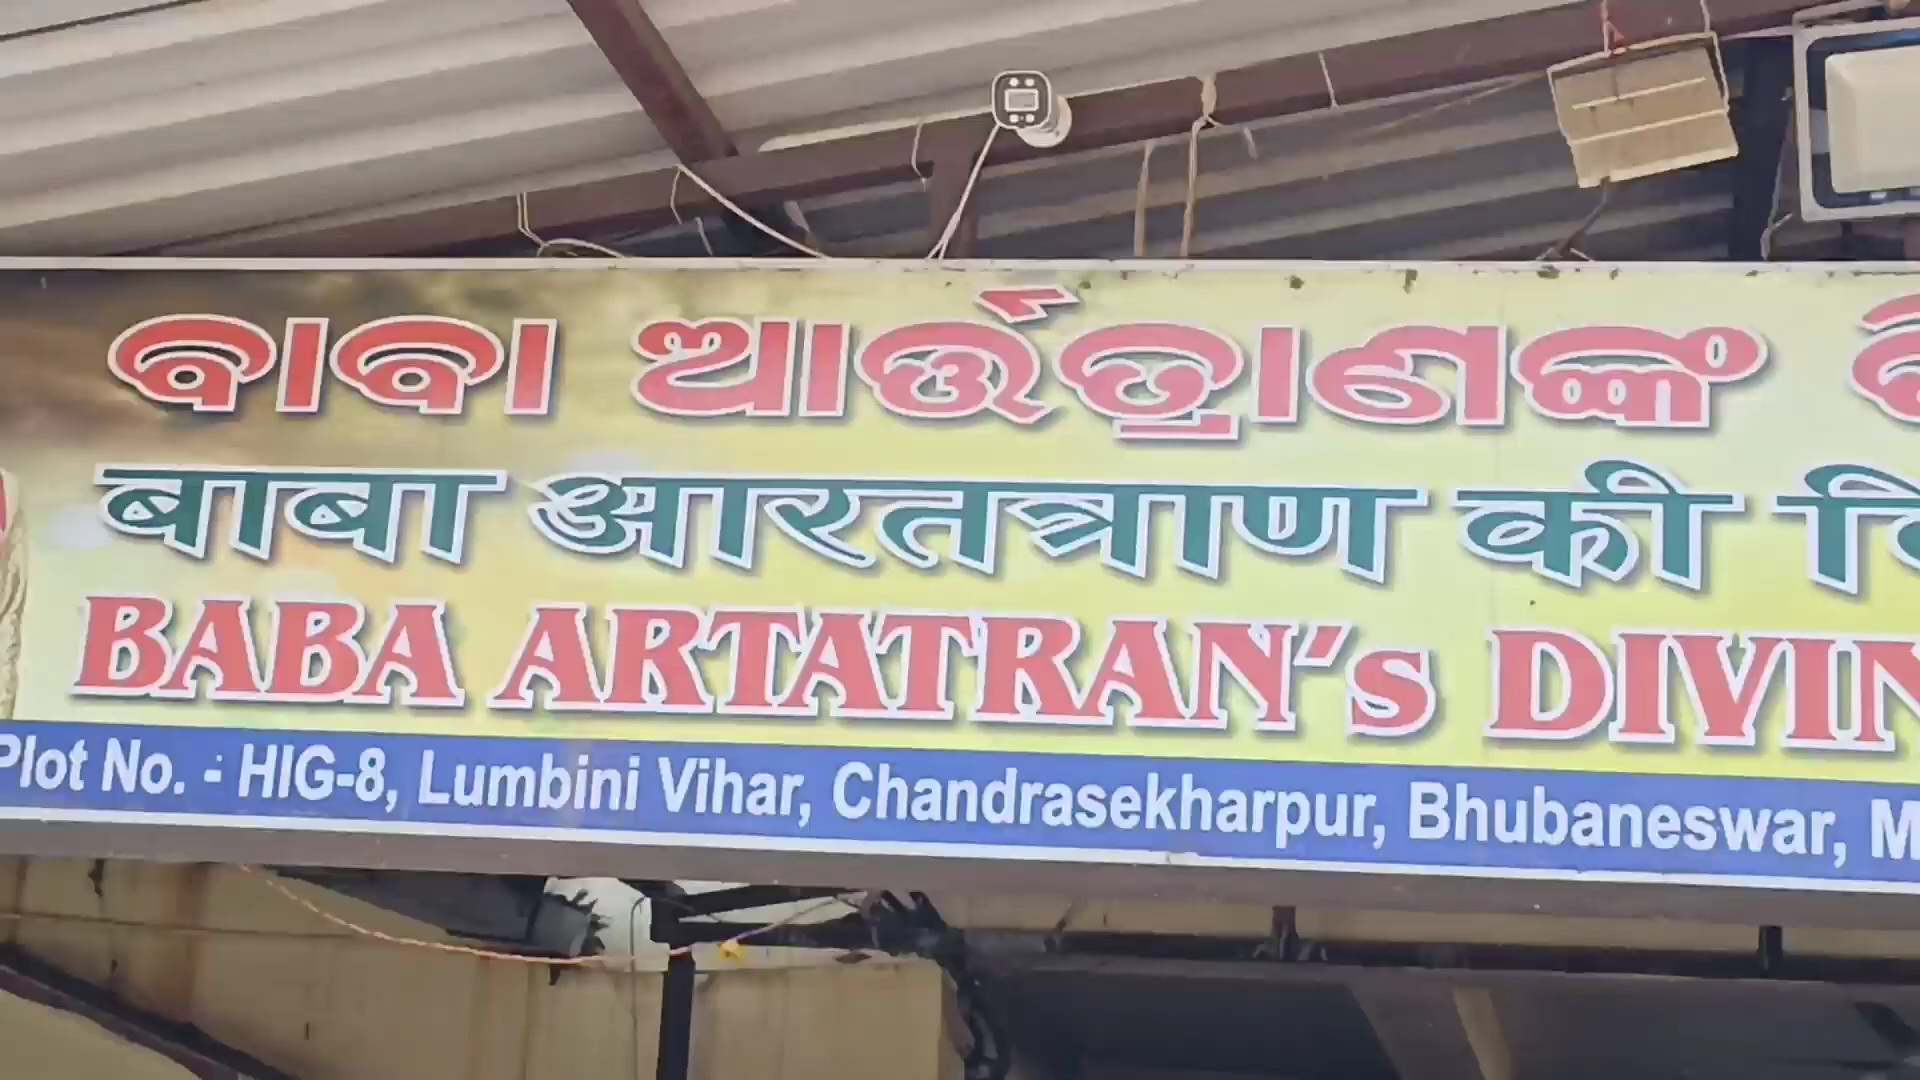 ବାବା ଆର୍ତ୍ତତ୍ରାଣଙ୍କ
बाबा आरतत्राण की
BABA ARTATRAN's DIVIN
Plot No. - HIG-8, Lumbini Vihar, Chandrasekharpur, Bhubaneswar, M